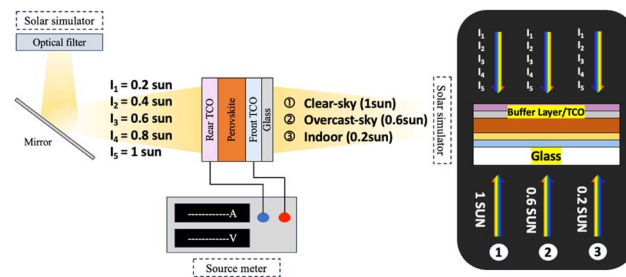 Solar simulator
Optical filter
Mirror
I1 = 0.2 sun
I2 = 0.4 sun
I3 = 0.6 sun
I4 = 0.8 sun
I5 = 1 sun
Rear TCO
Perovskite
Front TCO
Glass
① Clear-sky (1sun)
② Overcast-sky (0.6sun)
③ Indoor (0.2sun)
Solar simulator
------------A
------------V
Source meter
I1 I1 I1
I2 I2 I2
I3 I3 I3
I4 I4 I4
I5 I5 I5
Buffer Layer/TCO
Glass
1 SUN
0.6 SUN
0.2 SUN
1 2 3